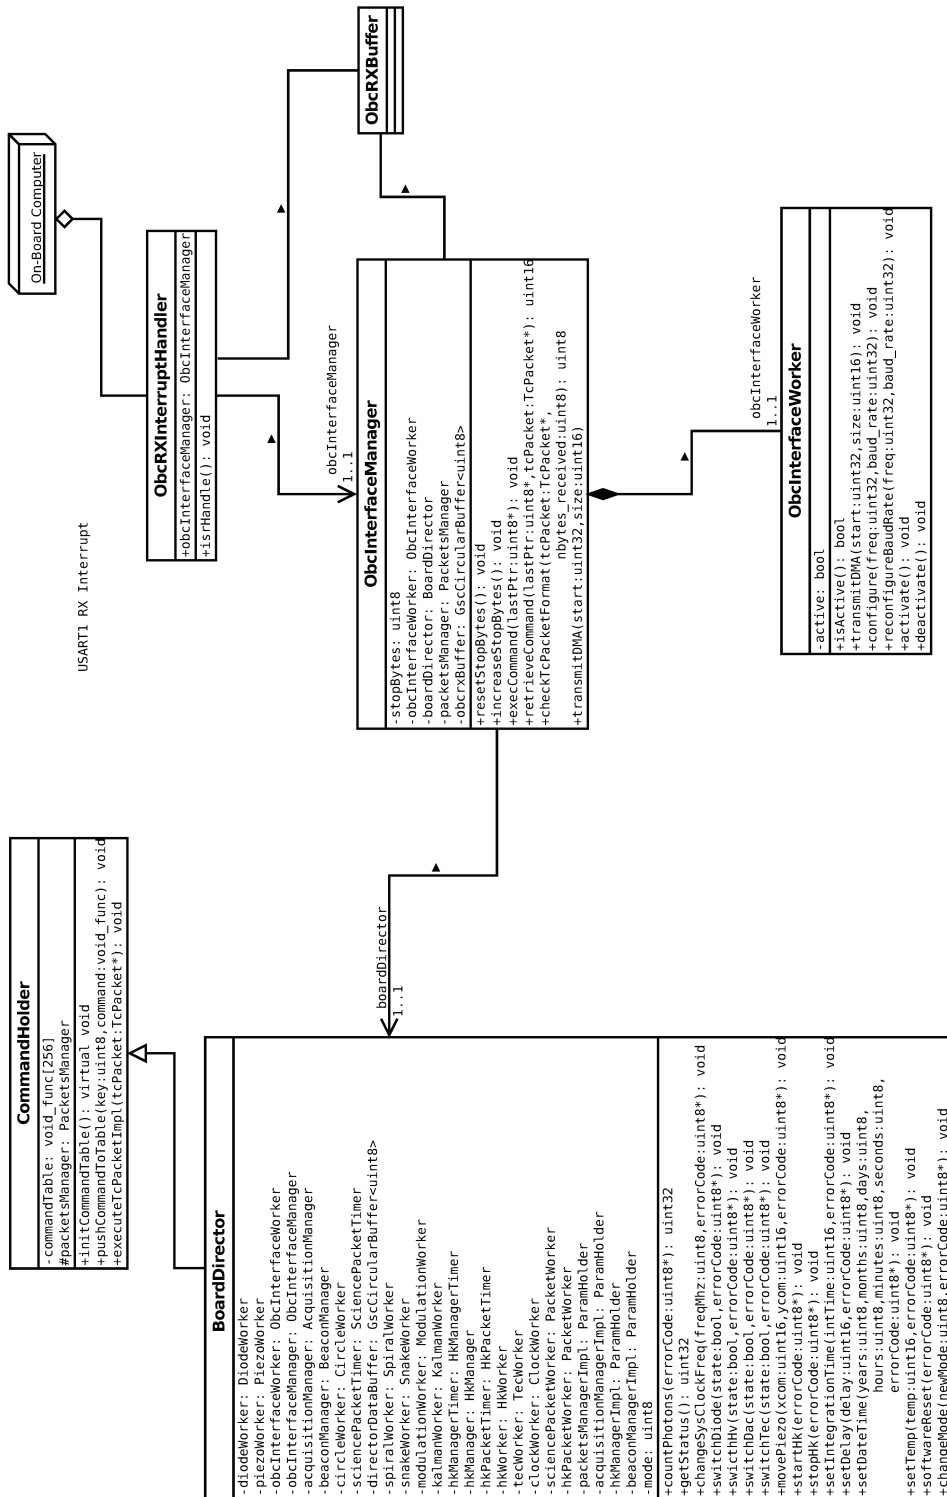 On-Board Computer
USART1 RX Interrupt
ObcRXInterruptHandler
+obcInterfaceManager: ObcInterfaceManager
+isrHandle(): void
ObcRXBuffer
obcInterfaceManager
1..1
ObcInterfaceManager
-stopBytes: uint8
-obcInterfaceWorker: ObcInterfaceWorker
-boardDirector: BoardDirector
-packetsManager: PacketsManager
-obcrxBuffer: GscCircularBuffer<uint8>
+resetStopBytes(): void
+increaseStopBytes(): void
+execCommand(lastPtr:uint8*): void
+retrieveCommand(lastPtr:uint8*,tcPacket:TcPacket*): uint16
+checkTcPacketFormat(tcPacket:TcPacket*,
nbytes_received:uint8): uint8
+transmitDMA(start:uint32,size:uint16)
obcInterfaceWorker
1..1
ObcInterfaceWorker
-active: bool
+isActive(): bool
+transmitDMA(start:uint32,size:uint16): void
+configure(freq:uint32,baud_rate:uint32): void
+reconfigureBaudRate(freq:uint32,baud_rate:uint32): void
+activate(): void
+deactivate(): void
CommandHolder
-commandTable: void_func[256]
#packetsManager: PacketsManager
+initCommandTable(): virtual void
+pushCommandToTable(key:uint8,command:void_func): void
+executeTcPacketImpl(tcPacket:TcPacket*): void
boardDirector
1..1
BoardDirector
-diodeWorker: DiodeWorker
-piezoWorker: PiezoWorker
-obcInterfaceWorker: ObcInterfaceWorker
-obcInterfaceManager: ObcInterfaceManager
-acquisitionManager: AcquisitionManager
-beaconManager: BeaconManager
-circleWorker: CircleWorker
-sciencePacketTimer: SciencePacketTimer
-directorDataBuffer: GscCircularBuffer<uint8>
-spiralWorker: SpiralWorker
-snakeWorker: SnakeWorker
-modulationWorker: ModulationWorker
-kalmanWorker: KalmanWorker
-hkManagerTimer: HkManagerTimer
-hkManager: HkManager
-hkPacketTimer: HkPacketTimer
-hkWorker: HkWorker
-tecWorker: TecWorker
-clockWorker: ClockWorker
-sciencePacketWorker: PacketWorker
-hkPacketWorker: PacketWorker
-packetsManagerImpl: ParamHolder
-acquisitionManagerImpl: ParamHolder
-hkManagerImpl: ParamHolder
-beaconManagerImpl: ParamHolder
-mode: uint8
+countPhotons(errorCode:uint8*): uint32
+getStatus(): uint32
+changeSysClockFreq(freqMhz:uint8,errorCode:uint8*): void
+switchDiode(state:bool,errorCode:uint8*): void
+swicthHv(state:bool,errorCode:uint8*): void
+switchDac(state:bool,errorCode:uint8*): void
+switchTec(state:bool,errorCode:uint8*): void
+movePiezo(xcom:uint16,ycom:uint16,errorCode:uint8*): void
+startHk(errorCode:uint8*): void
+stopHk(errorCode:uint8*): void
+setIntegrationTime(intTime:uint16,errorCode:uint8*): void
+setDelay(delay:uint16,errorCode:uint8*): void
+setDateTime(years:uint8,months:uint8,days:uint8,
hours:uint8,minutes:uint8,seconds:uint8,
errorCode:uint8*): void
+setTemp(temp:uint16,errorCode:uint8*): void
+softwareReset(errorCode:uint8*): void
+changeMode(newMode:uint8,errorCode:uint8*): void